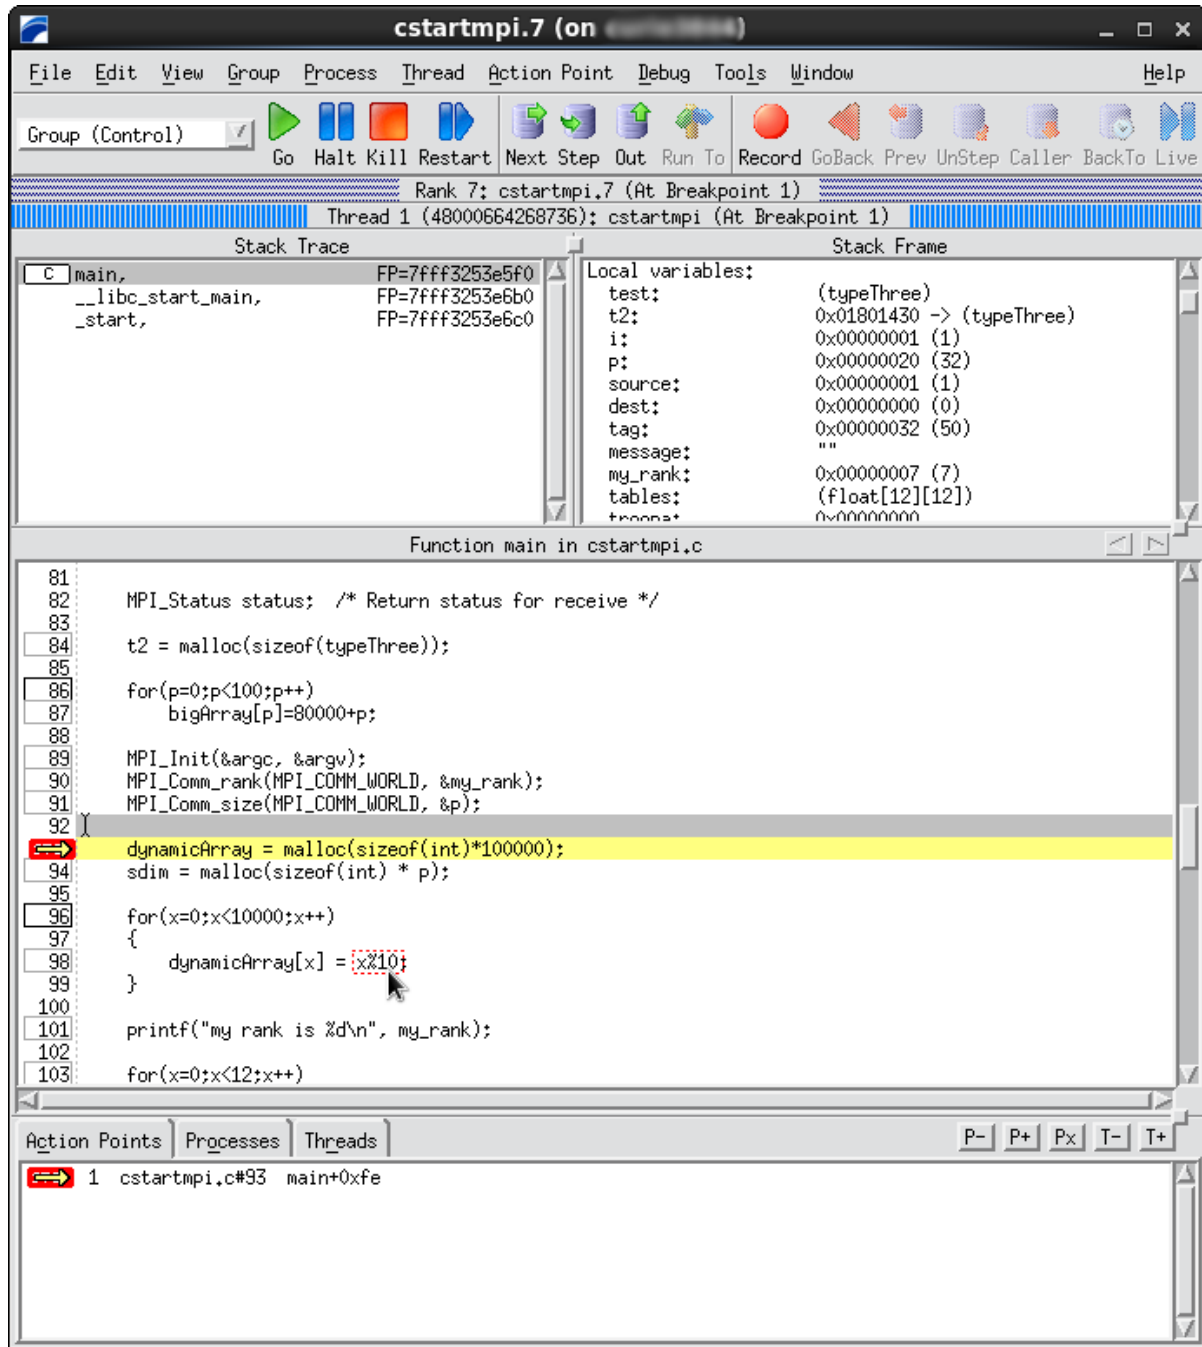 cstartmpi.7 (on
File Edit View Group Process Thread Action Point Debug Tools Window Help
Group (Control)
Go Halt Kill Restart Next Step Out Run To Record GoBack Prev UnStep Caller BackTo Live
Rank 7: cstartmpi.7 (At Breakpoint 1)
Thread 1 (48000664268736): cstartmpi (At Breakpoint 1)
Stack Trace
C main, FP=7fff3253e5f0
__libc_start_main, FP=7fff3253e6b0
_start, FP=7fff3253e6c0
Stack Frame
Local variables:
test: (typeThree)
t2: 0x01801430 -> (typeThree)
i: 0x00000001 (1)
p: 0x00000020 (32)
source: 0x00000001 (1)
dest: 0x00000000 (0)
tag: 0x00000032 (50)
message: ""
my_rank: 0x00000007 (7)
tables: (float[12][12])
0x00000000
Function main in cstartmpi.c
81
82 MPI_Status status; /* Return status for receive */
83
84 t2 = malloc(sizeof(typeThree));
85
86 for(p=0;p<100;p++)
87 bigArray[p]=80000+p;
88
89 MPI_Init(&argc, &argv);
90 MPI_Comm_rank(MPI_COMM_WORLD, &my_rank);
91 MPI_Comm_size(MPI_COMM_WORLD, &p);
92
dynamicArray = malloc(sizeof(int)*100000);
94 sdim = malloc(sizeof(int) * p);
95
96 for(x=0;x<10000;x++)
97 {
98 dynamicArray[x] = x%10;
99 }
100
101 printf("my rank is %d\n", my_rank);
102
103 for(x=0;x<12;x++)
Action Points Processes Threads P- P+ Px T- T+
1 cstartmpi.c#93 main+0xfe